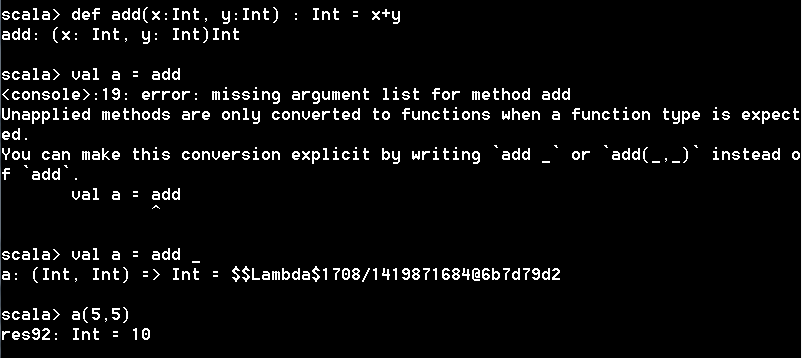 scala> def add(x:Int, y:Int) : Int = x+y
add: (x: Int, y: Int)Int
scala> val a = add
<console>:19: error: missing argument list for method add
Unapplied methods are only converted to functions when a function type is expect
ed.
You can make this conversion explicit by writing `add _` or `add(_,_)` instead o
f `add`.
       val a = add
               ^
scala> val a = add _
a: (Int, Int) => Int = $$Lambda$1708/1419871684@6b7d79d2
scala> a(5,5)
res92: Int = 10